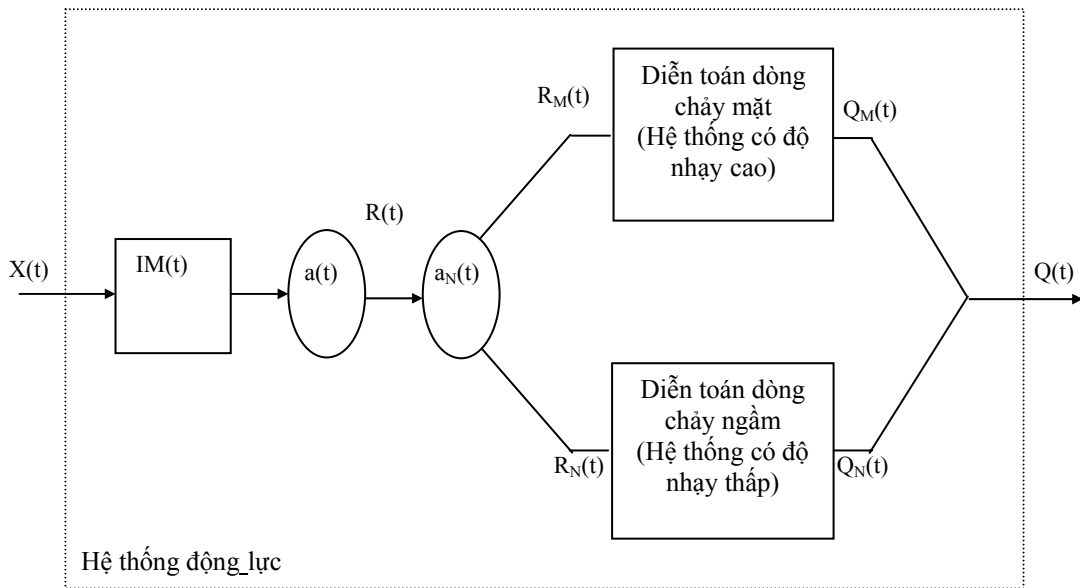 Diễn toán dòng
chảy mặt
(Hệ thống có độ
nhạy cao)
R_M(t)
Q_M(t)
R(t)
X(t)
IM(t)
a(t)
a_N(t)
Q(t)
Diễn toán dòng
chảy ngầm
(Hệ thống có độ
nhạy thấp)
R_N(t)
Q_N(t)
Hệ thống động_lực